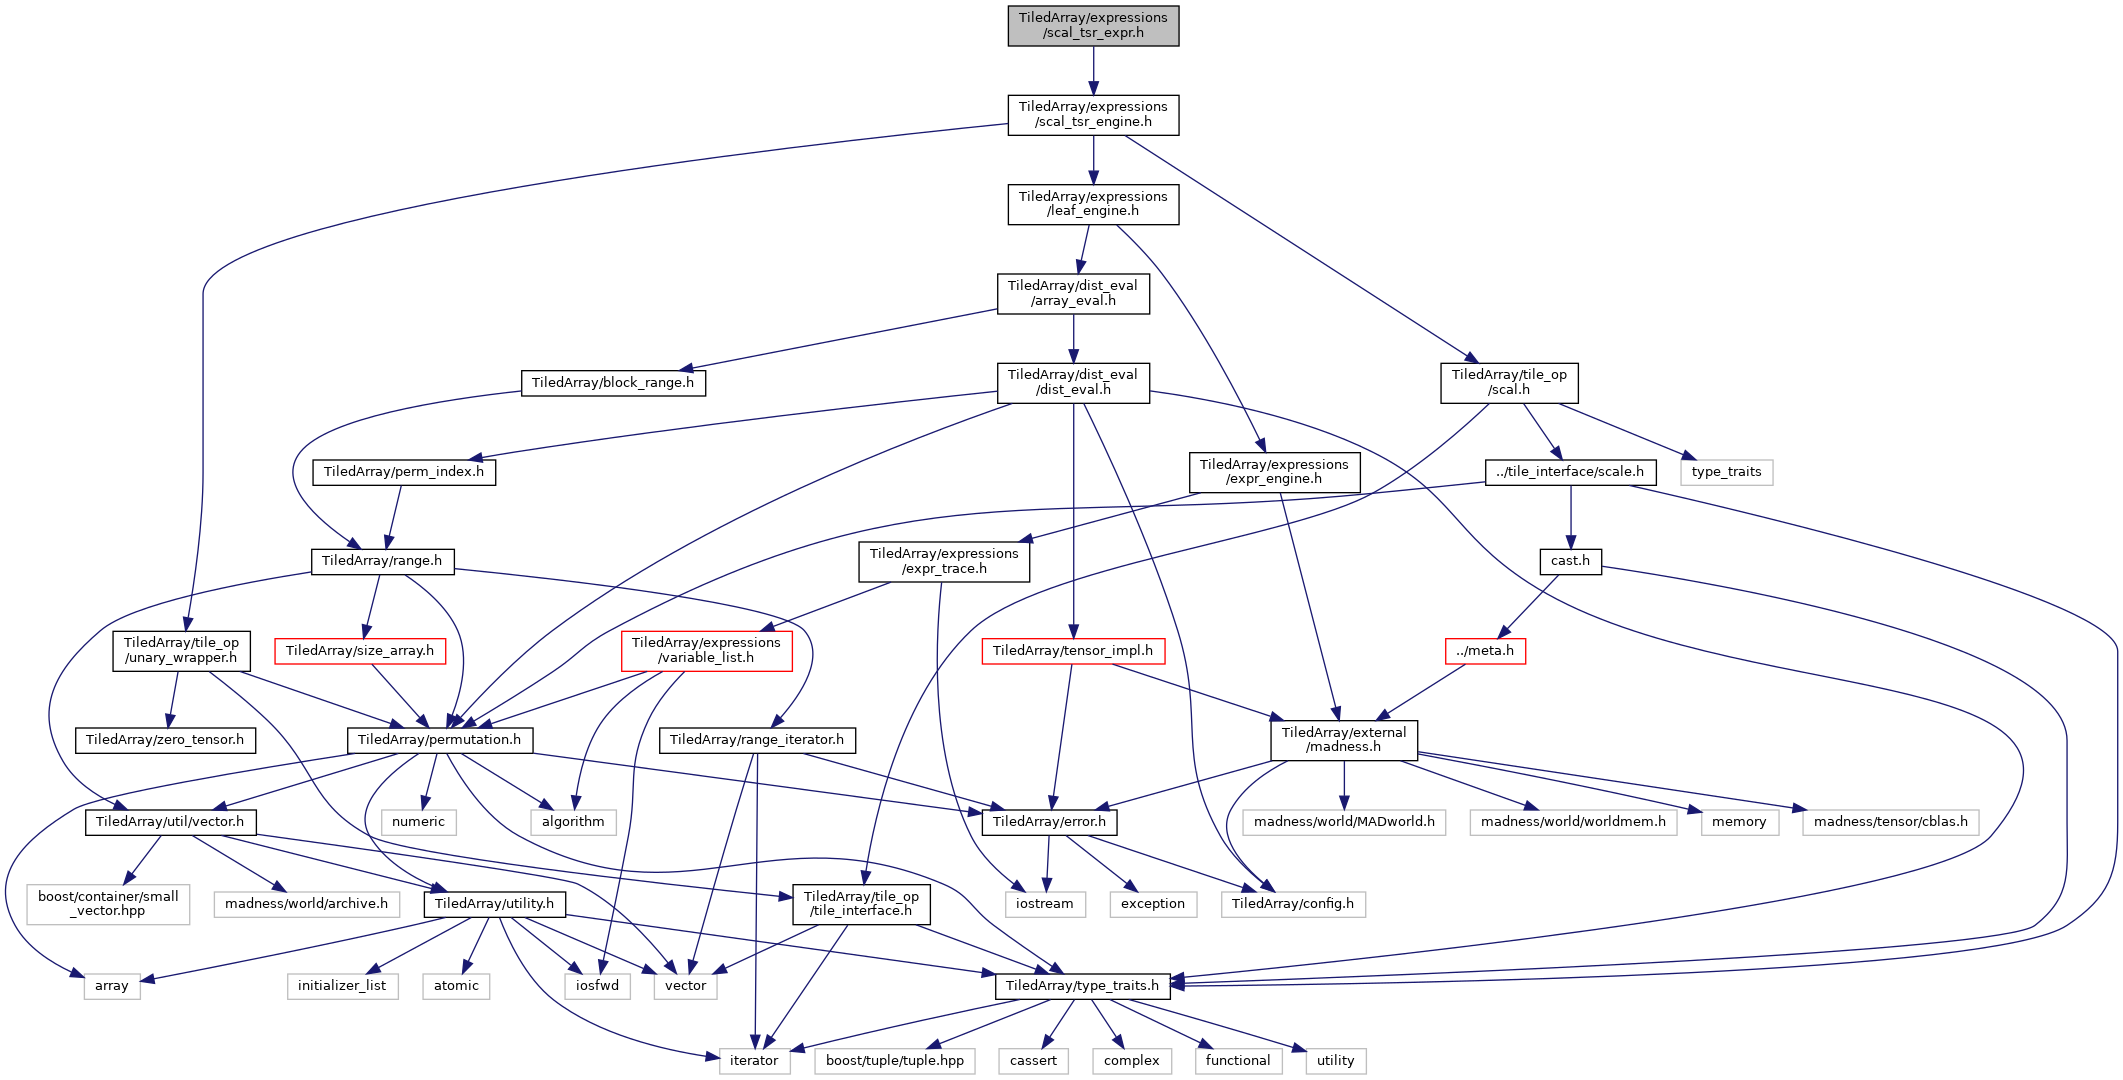 TiledArray/expressions
/scal_tsr_expr.h
TiledArray/expressions
/scal_tsr_engine.h
TiledArray/expressions
/leaf_engine.h
TiledArray/dist_eval
/array_eval.h
TiledArray/block_range.h
TiledArray/dist_eval
/dist_eval.h
TiledArray/tile_op
/scal.h
TiledArray/perm_index.h
TiledArray/expressions
/expr_engine.h
../tile_interface/scale.h
type_traits
TiledArray/range.h
TiledArray/expressions
/expr_trace.h
cast.h
TiledArray/tile_op
/unary_wrapper.h
TiledArray/size_array.h
TiledArray/expressions
/variable_list.h
TiledArray/tensor_impl.h
../meta.h
TiledArray/zero_tensor.h
TiledArray/permutation.h
TiledArray/range_iterator.h
TiledArray/external
/madness.h
TiledArray/util/vector.h
numeric
algorithm
TiledArray/error.h
madness/world/MADworld.h
madness/world/worldmem.h
memory
madness/tensor/cblas.h
boost/container/small
_vector.hpp
madness/world/archive.h
TiledArray/utility.h
TiledArray/tile_op
/tile_interface.h
iostream
exception
TiledArray/config.h
array
initializer_list
atomic
iosfwd
vector
TiledArray/type_traits.h
iterator
boost/tuple/tuple.hpp
cassert
complex
functional
utility